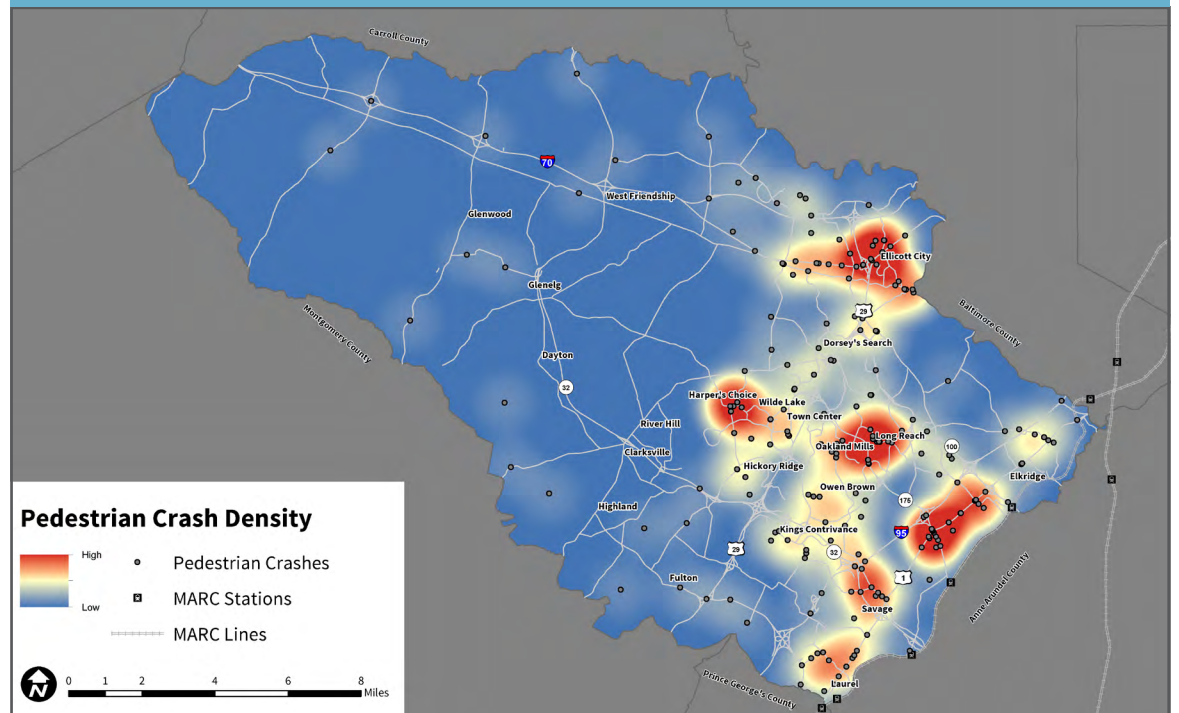 Carroll County
70
West Friendship
Glenwood
Ellicott City
Glenelg
Montgomery County
29
Baltimore County
Dorsey's Search
Dayton
32
Harper's Choice
Wilde Lake
Town Center
River Hill
Long Reach
Oakland Mills
100
Clarksville
Hickory Ridge
Elkridge
Owen Brown
175
Highland
Kings Contrivance
95
29
32
Fulton
1
Anne Arundel County
Savage
Prince George's County
Laurel
Pedestrian Crash Density
High
Low
Pedestrian Crashes
MARC Stations
MARC Lines
N
0 1 2 4 6 8
Miles